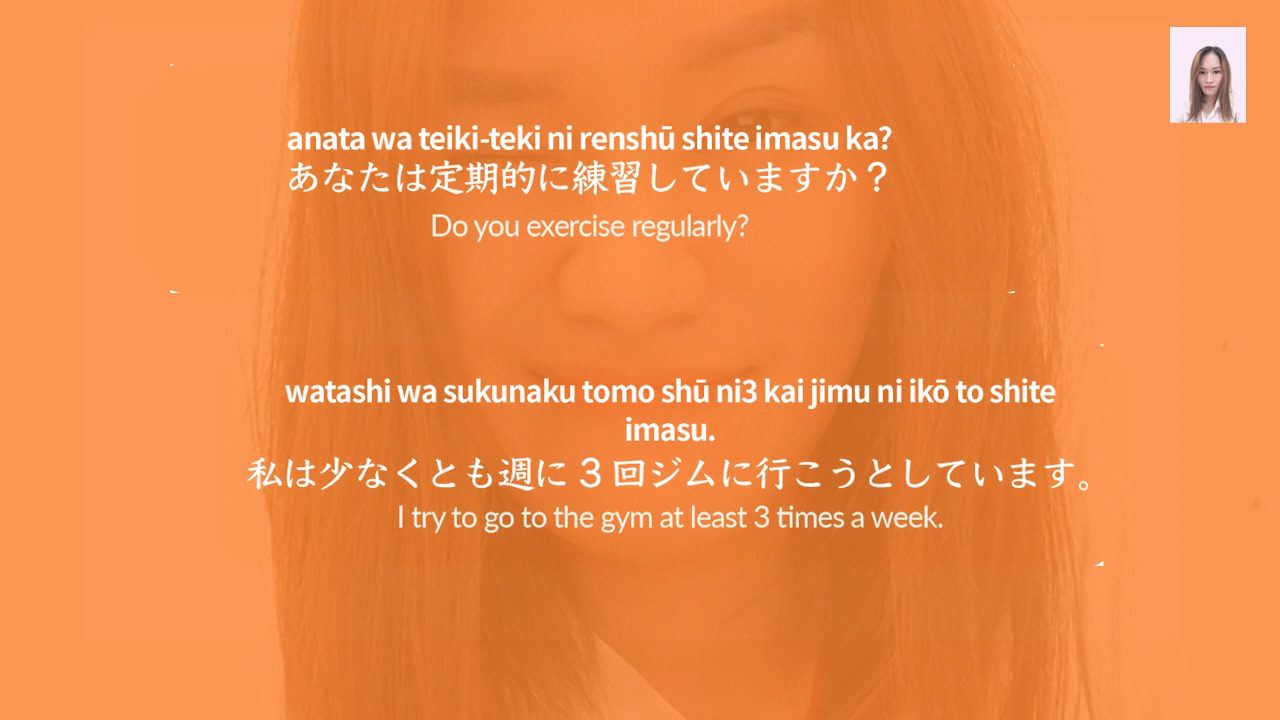 anata wa teiki-teki ni renshū shite imasu ka?
あなたは定期的に練習していますか？
Do you exercise regularly?
watashi wa sukunaku tomo shū ni3 kai jimu ni ikō to shite
imasu.
私は少なくとも週に３回ジムに行こうとしています。
I try to go to the gym at least 3 times a week.